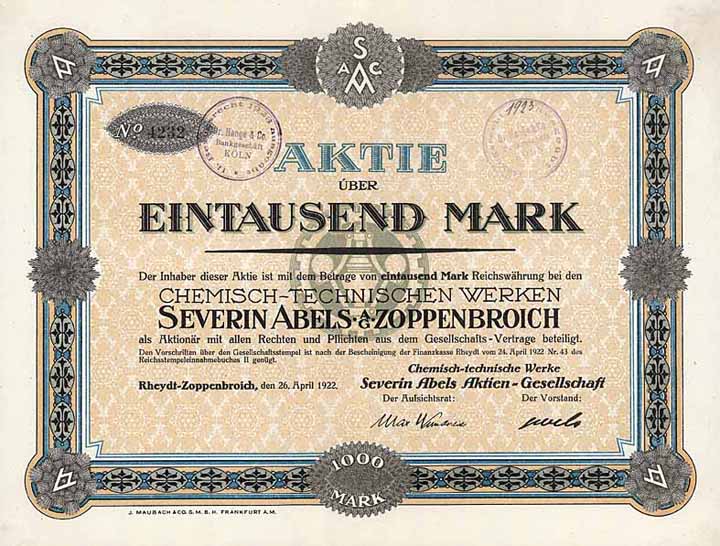 S
A A C
No 4232
Dr. Hange & Co.
Bankgeschäft
KÖLN
1923
AKTIE
ÜBER
EINTAUSEND MARK
Der Inhaber dieser Aktie ist mit dem Betrage von eintausend Mark Reichswährung bei den
CHEMISCH-TECHNISCHEN WERKEN
SEVERIN ABELS A.G. ZOPPENBROICH
als Aktionär mit allen Rechten und Pflichten aus dem Gesellschafts-Vertrage beteiligt.
Den Vorschriften über den Gesellschaftsstempel ist nach der Bescheinigung der Finanzkasse Rheydt vom 24. April 1922 Nr. 43 des
Reichsstempeleinnahmebuchs II genügt.
Chemisch-technische Werke
Rheydt-Zoppenbroich, den 26. April 1922. Severin Abels Aktien-Gesellschaft
Der Aufsichtsrat: Der Vorstand:
1000
MARK
J. MAUBACH & CO. G. M. B. H. FRANKFURT A.M.